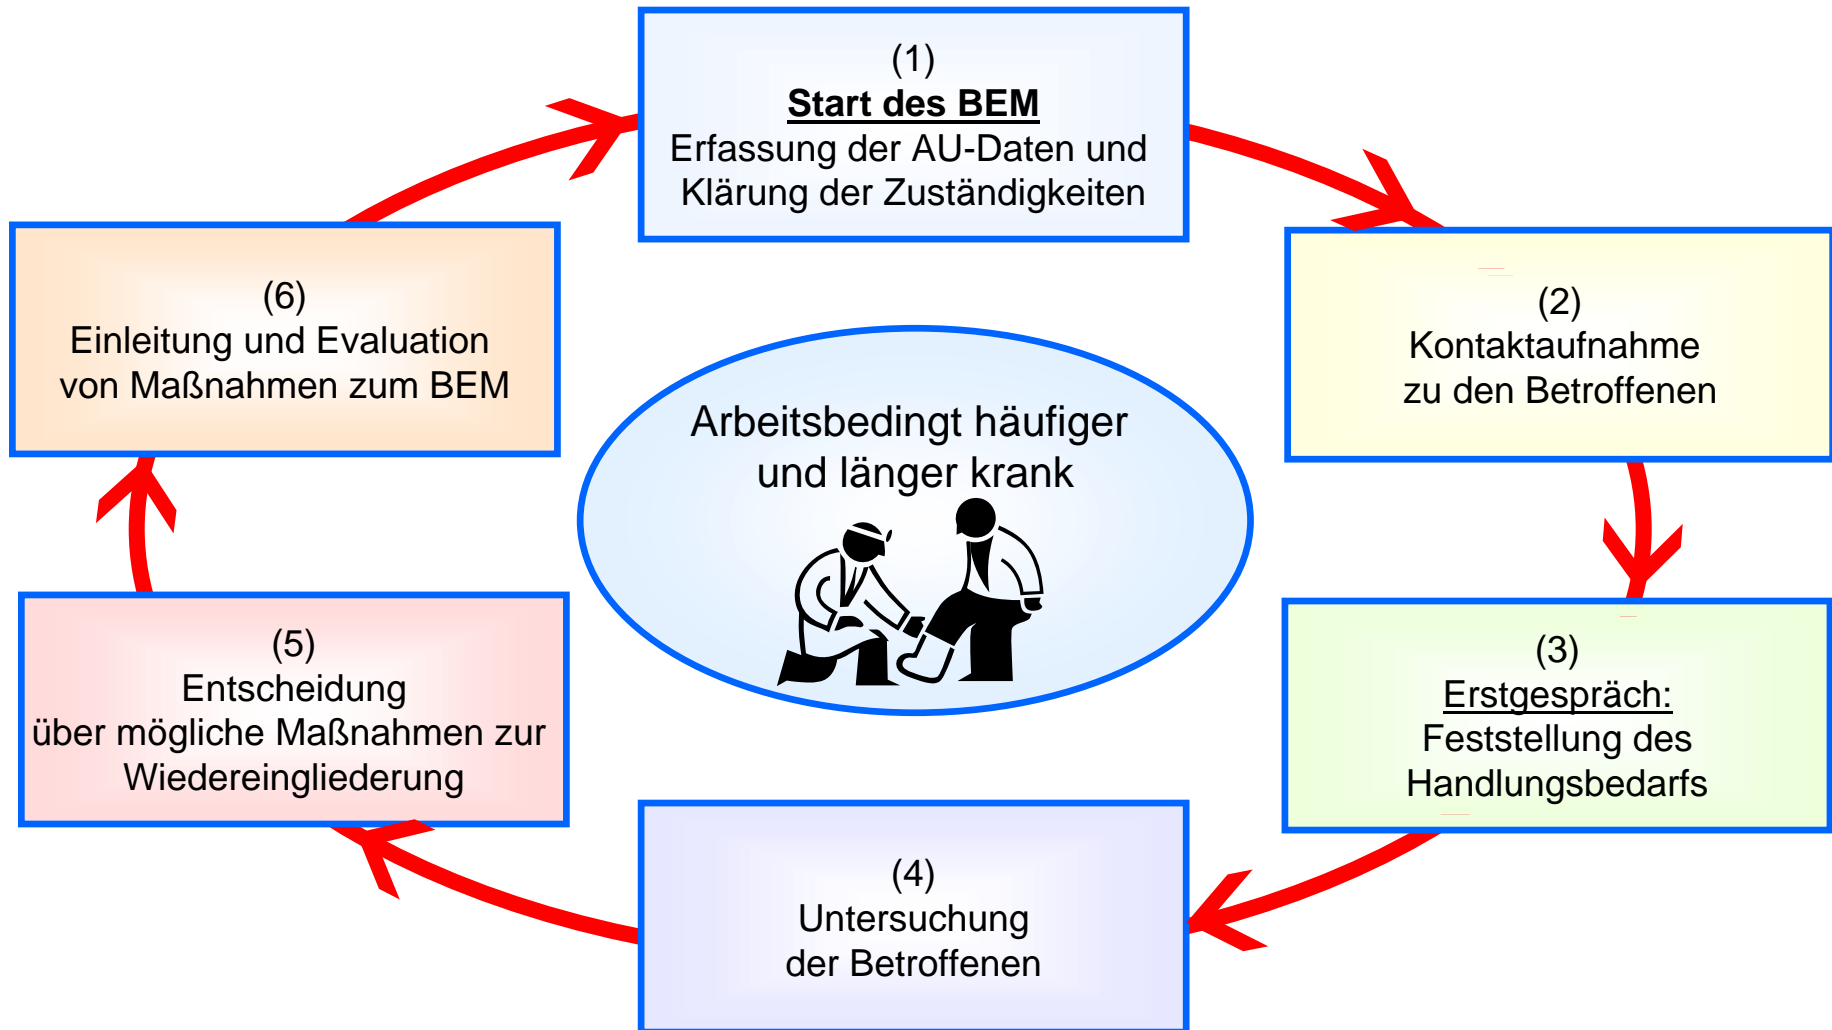 (1)
Start des BEM
Erfassung der AU-Daten und
Klärung der Zuständigkeiten
(2)
Kontaktaufnahme
zu den Betroffenen
(3)
Erstgespräch:
Feststellung des
Handlungsbedarfs
(4)
Untersuchung
der Betroffenen
(5)
Entscheidung
über mögliche Maßnahmen zur
Wiedereingliederung
(6)
Einleitung und Evaluation
von Maßnahmen zum BEM
Arbeitsbedingt häufiger
und länger krank